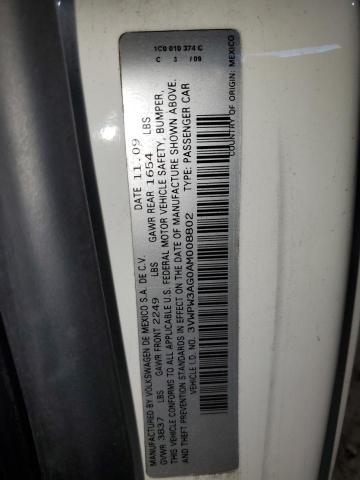 1C0 010 374 C
C 3 / 09
MANUFACTURED BY VOLKSWAGEN DE MEXICO S.A. DE C.V. DATE 11.09
GVWR 3837 LBS GAWR FRONT 2249 LBS GAWR REAR 1654 LBS
THIS VEHICLE CONFORMS TO ALL APPLICABLE U.S. FEDERAL MOTOR VEHICLE SAFETY, BUMPER,
AND THEFT PREVENTION STANDARDS IN EFFECT ON THE DATE OF MANUFACTURE SHOWN ABOVE.
VEHICLE I.D. NO. 3VWPW3AG0AM008802 TYPE: PASSENGER CAR
COUNTRY OF ORIGIN: MEXICO